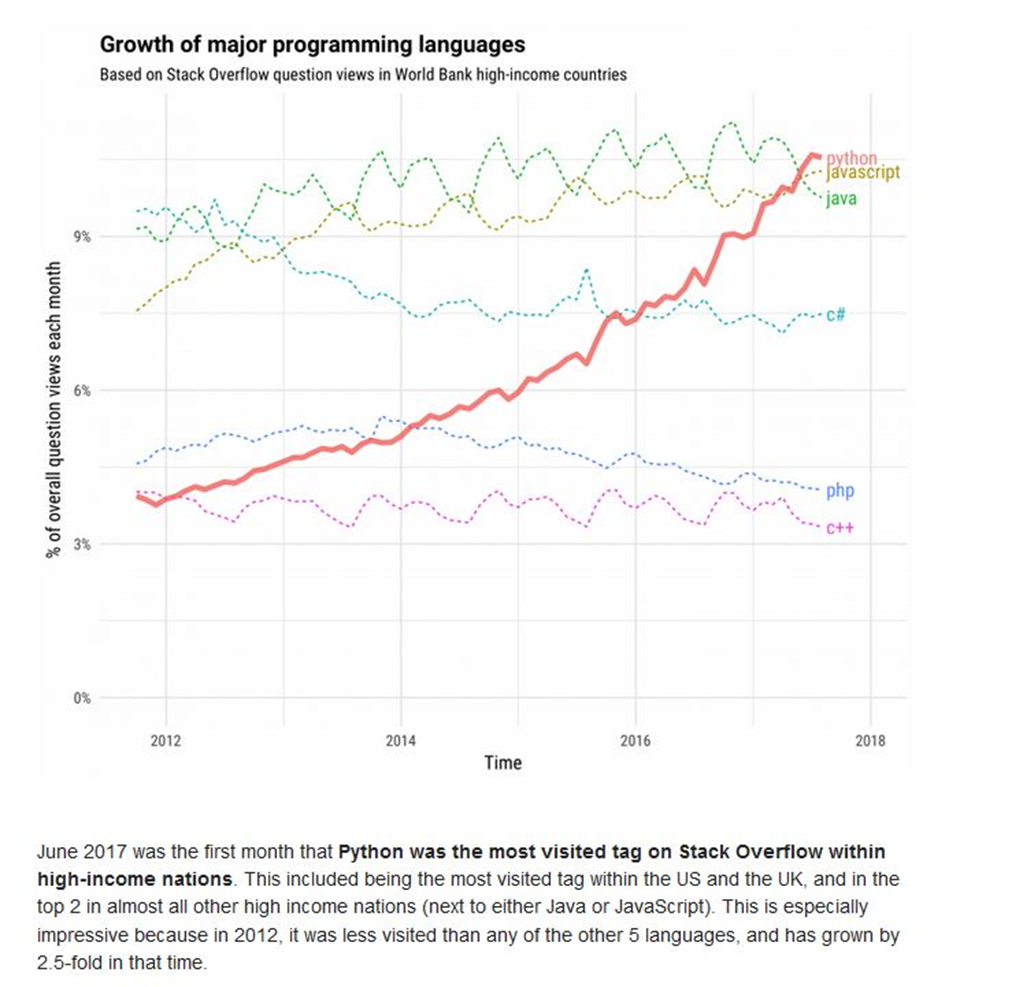 Growth of major programming languages
Based on Stack Overflow question views in World Bank high-income countries
% of overall question views each month
9%
6%
3%
0%
python
javascript
java
c#
php
c++
2012
2014
2016
2018
Time
June 2017 was the first month that Python was the most visited tag on Stack Overflow within
high-income nations. This included being the most visited tag within the US and the UK, and in the
top 2 in almost all other high income nations (next to either Java or JavaScript). This is especially
impressive because in 2012, it was less visited than any of the other 5 languages, and has grown by
2.5-fold in that time.